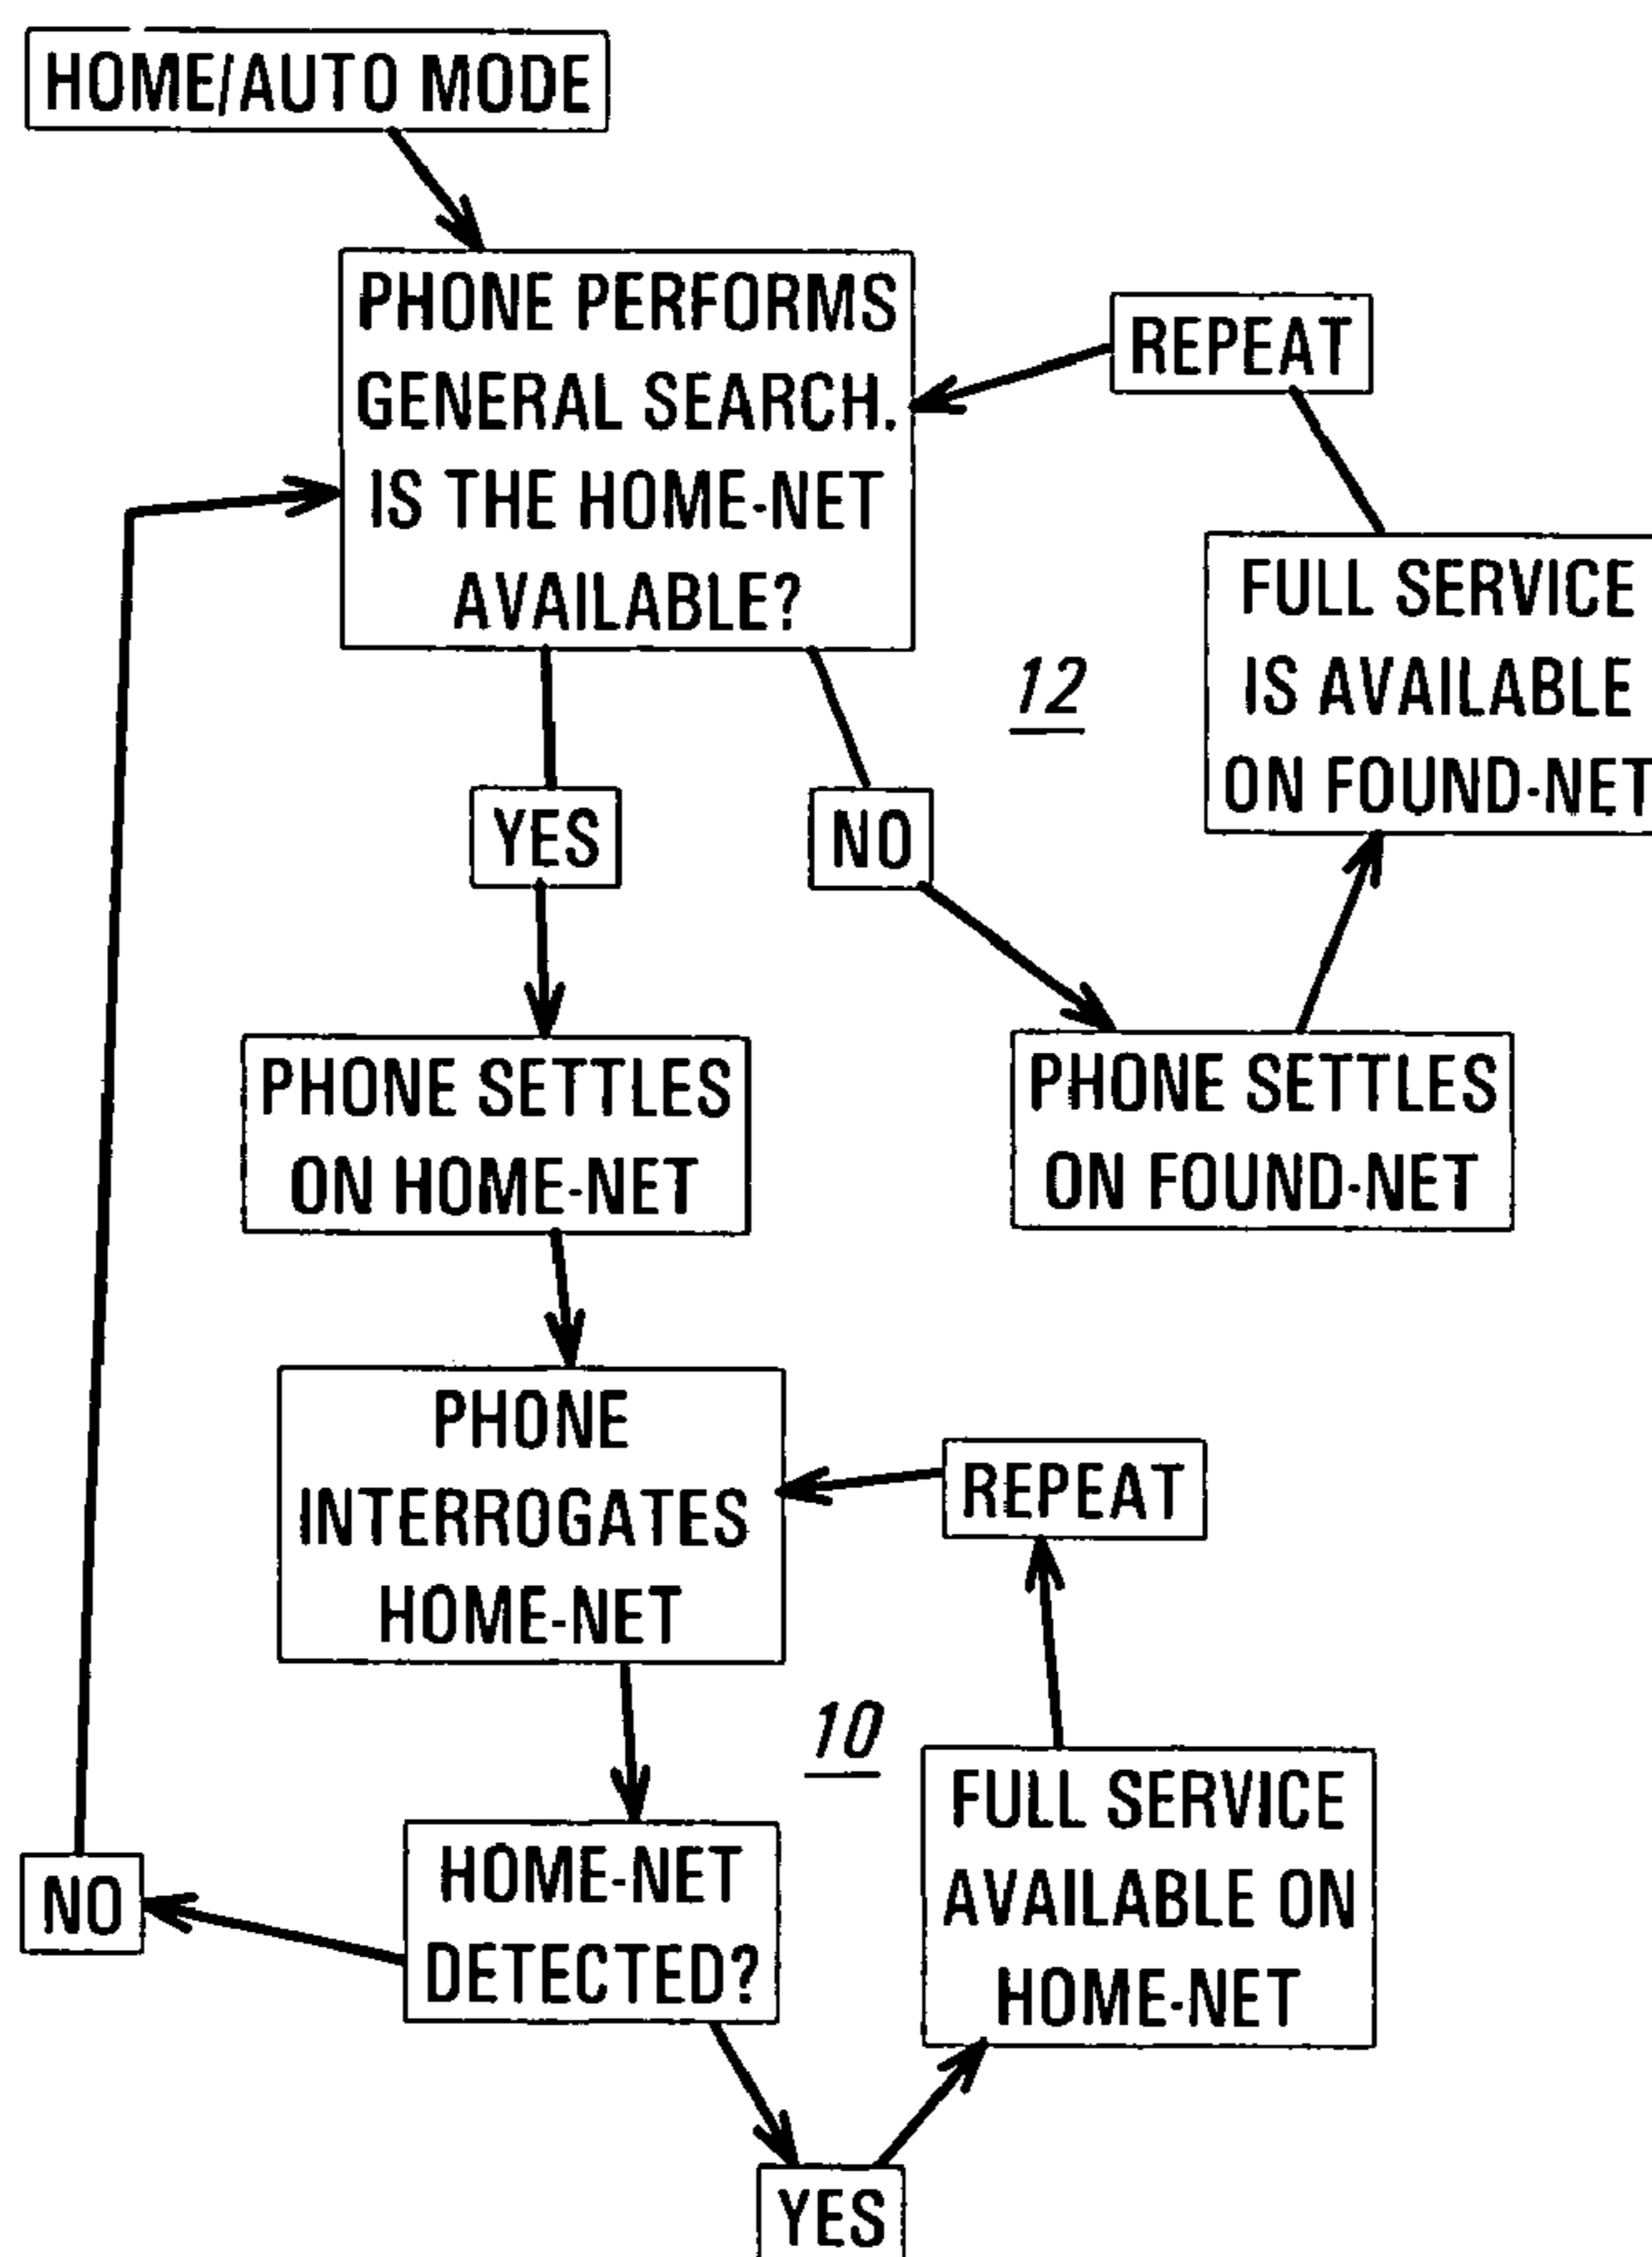 HOME/AUTO MODE
PHONE PERFORMS
GENERAL SEARCH.
IS THE HOME-NET
AVAILABLE?
REPEAT
FULL SERVICE
IS AVAILABLE
ON FOUND-NET
12
YES
NO
PHONE SETTLES
ON HOME-NET
PHONE SETTLES
ON FOUND-NET
PHONE
INTERROGATES
HOME-NET
REPEAT
10
HOME-NET
DETECTED?
NO
FULL SERVICE
AVAILABLE ON
HOME-NET
YES